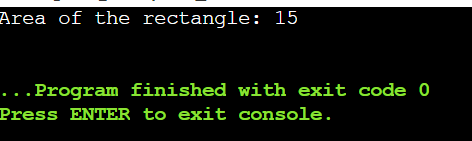 Area of the rectangle: 15
...Program finished with exit code 0
Press ENTER to exit console.